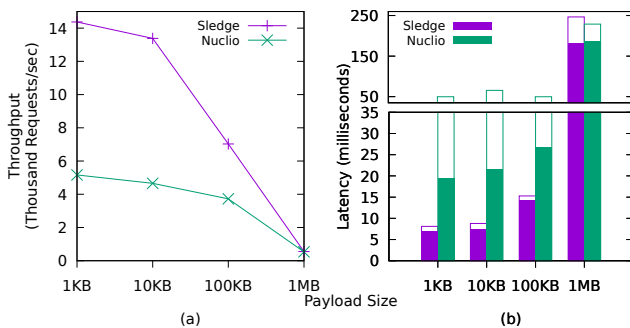 Throughput
(Thousand Requests/sec)
14
12
10
8
6
4
2
0
Sledge
Nuclio
1KB
10KB
100KB
1MB
(a)
Payload Size
Latency (milliseconds)
250
150
50
35
30
25
20
15
10
5
0
Sledge
Nuclio
1KB
10KB
100KB
1MB
(b)